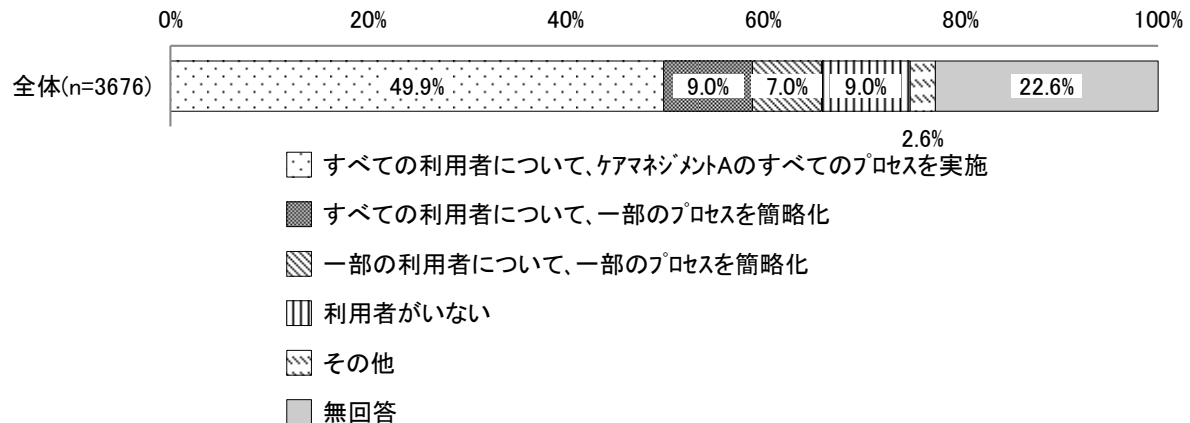 0% 20% 40% 60% 80% 100%
全体(n=3676) 49.9% 9.0% 7.0% 9.0% 22.6%
2.6%
すべての利用者について、ｹｱﾏﾈｼﾞﾒﾝﾄAのすべてのﾌﾟﾛｾｽを実施
すべての利用者について、一部のﾌﾟﾛｾｽを簡略化
一部の利用者について、一部のﾌﾟﾛｾｽを簡略化
利用者がいない
その他
無回答